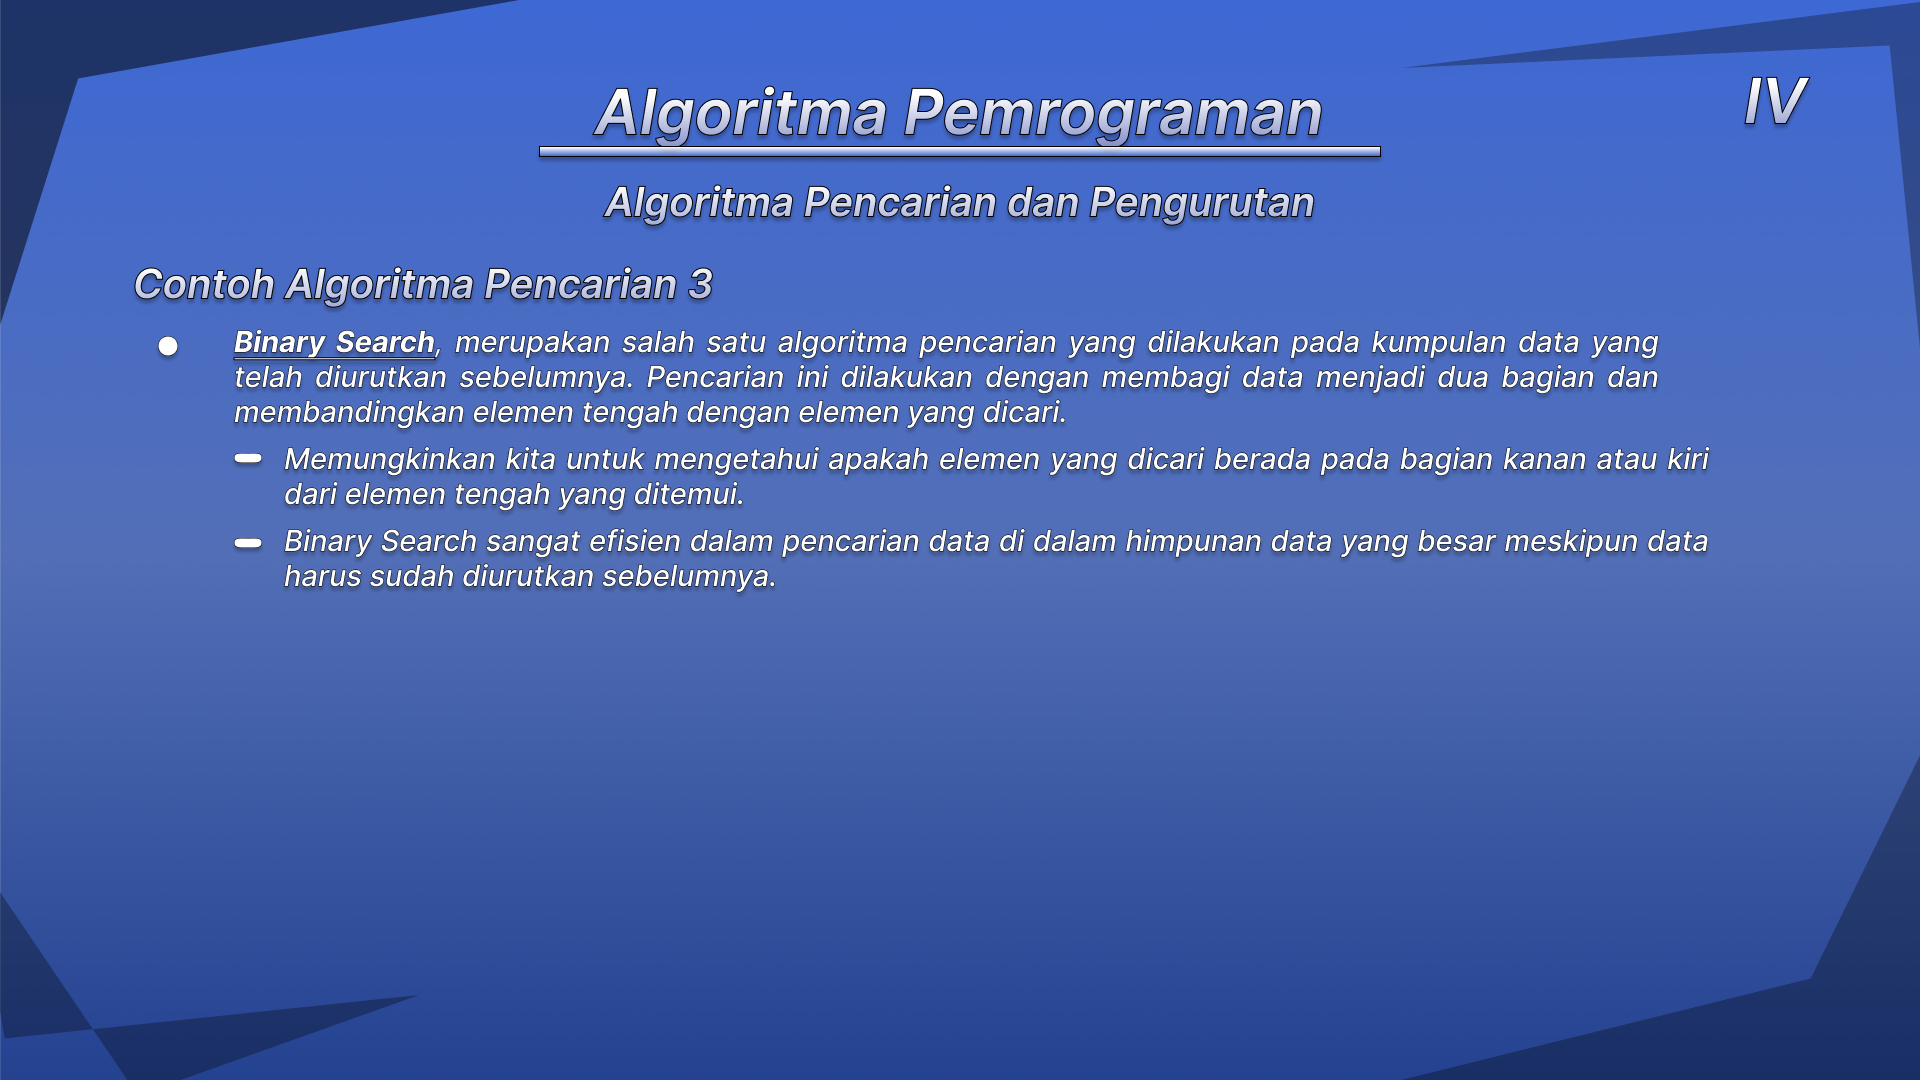 Algoritma Pemrograman
IV
Algoritma Pencarian dan Pengurutan
Contoh Algoritma Pencarian 3
Binary Search, merupakan salah satu algoritma pencarian yang dilakukan pada kumpulan data yang
telah diurutkan sebelumnya. Pencarian ini dilakukan dengan membagi data menjadi dua bagian dan
membandingkan elemen tengah dengan elemen yang dicari.
Memungkinkan kita untuk mengetahui apakah elemen yang dicari berada pada bagian kanan atau kiri
dari elemen tengah yang ditemui.
Binary Search sangat efisien dalam pencarian data di dalam himpunan data yang besar meskipun data
harus sudah diurutkan sebelumnya.